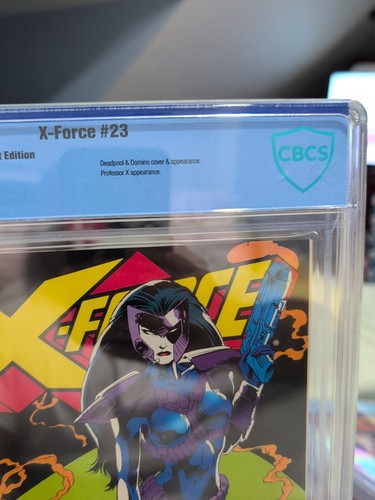 X-Force #23
t Edition
Deadpool & Domino cover & appearance.
Professor X appearance.
CBCS
X-FORCE